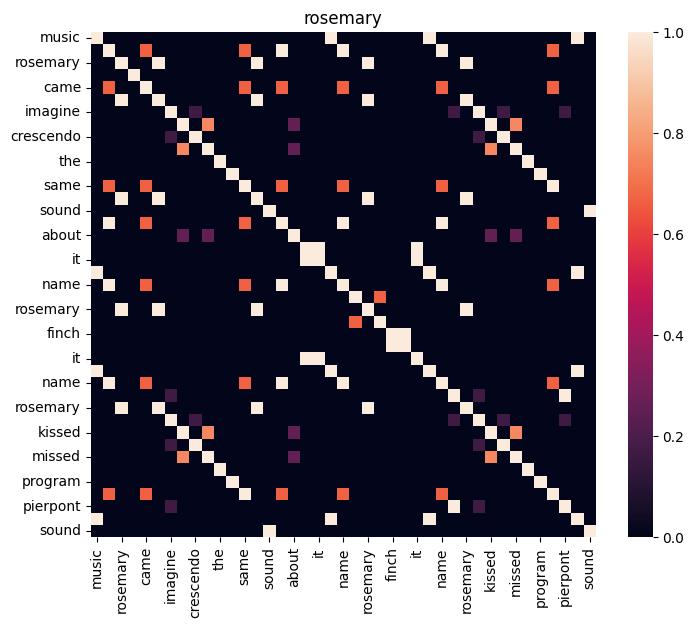 rosemary
music
rosemary
came
imagine
crescendo
the
same
sound
about
it
name
rosemary
finch
it
name
rosemary
kissed
missed
program
pierpont
sound
music
rosemary
came
imagine
crescendo
the
same
sound
about
it
name
rosemary
finch
it
name
rosemary
kissed
missed
program
pierpont
sound
1.0
0.8
0.6
0.4
0.2
0.0